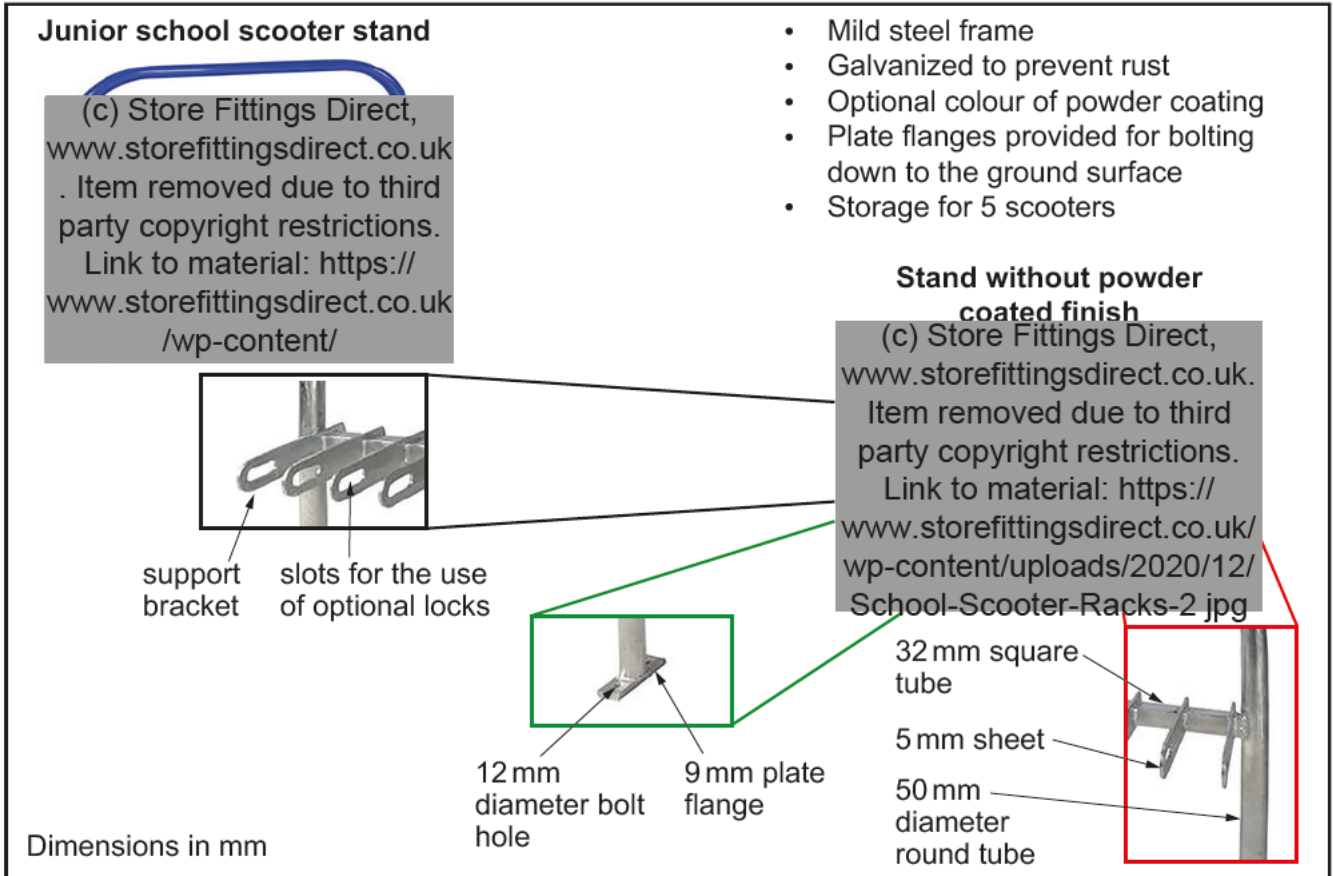 Junior school scooter stand
(c) Store Fittings Direct,
www.storefittingsdirect.co.uk
. Item removed due to third
party copyright restrictions.
Link to material: https://
www.storefittingsdirect.co.uk
/wp-content/
• Mild steel frame
• Galvanized to prevent rust
• Optional colour of powder coating
• Plate flanges provided for bolting
down to the ground surface
• Storage for 5 scooters
Stand without powder
coated finish
(c) Store Fittings Direct,
www.storefittingsdirect.co.uk.
Item removed due to third
party copyright restrictions.
Link to material: https://
www.storefittingsdirect.co.uk/
wp-content/uploads/2020/12/
School-Scooter-Racks-2 jpg
support
bracket
slots for the use
of optional locks
12 mm
diameter bolt
hole
9 mm plate
flange
32 mm square
tube
5 mm sheet
50 mm
diameter
round tube
Dimensions in mm